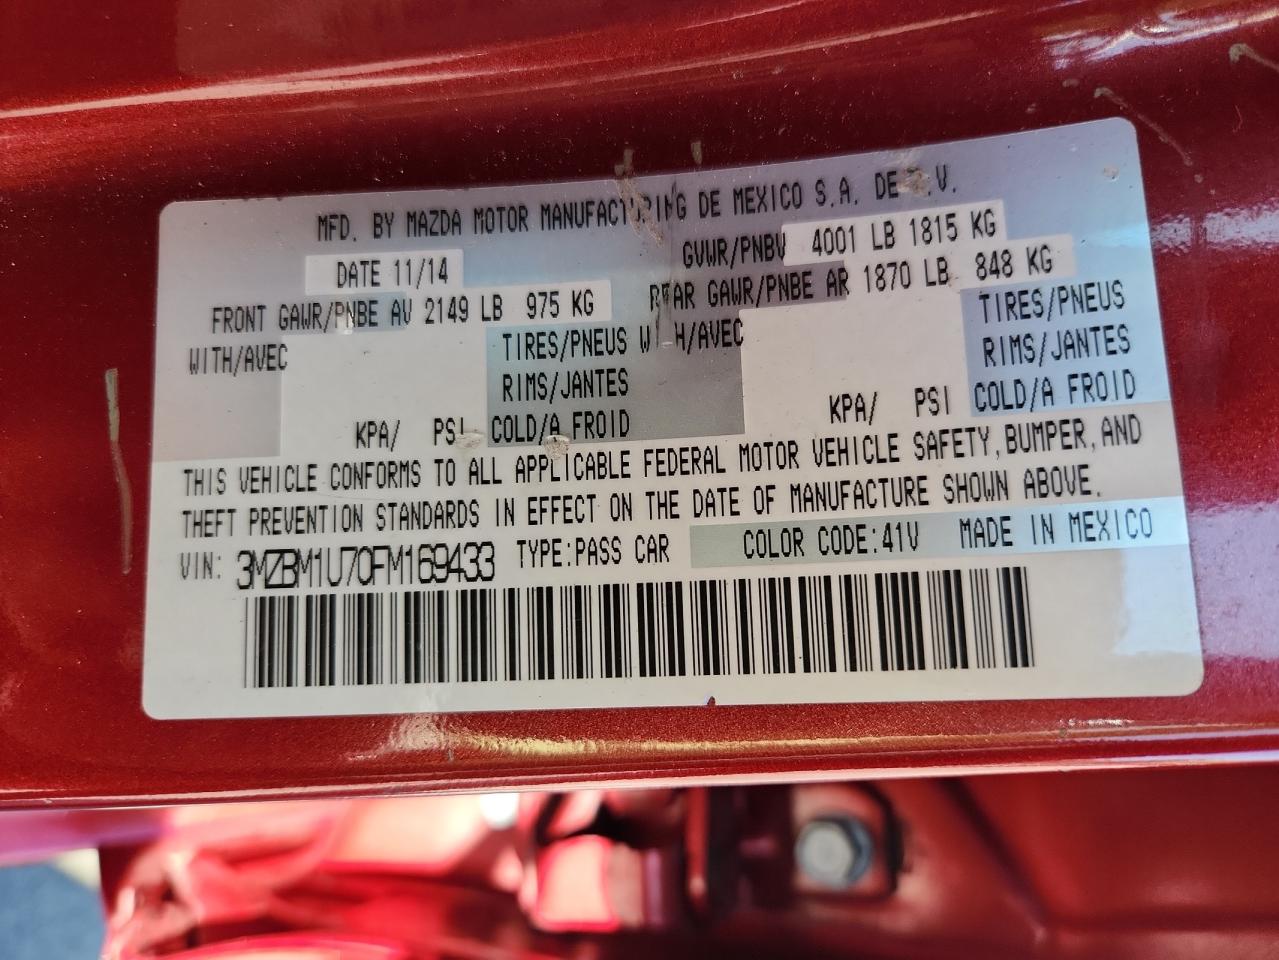 MFD. BY MAZDA MOTOR MANUFACTURING DE MEXICO S.A. DE C.V.
DATE 11/14 GVWR/PNBV 4001 LB 1815 KG
FRONT GAWR/PNBE AV 2149 LB 975 KG REAR GAWR/PNBE AR 1870 LB 848 KG
WITH/AVEC TIRES/PNEUS WITH/AVEC TIRES/PNEUS
RIMS/JANTES RIMS/JANTES
KPA/ PSI COLD/A FROID KPA/ PSI COLD/A FROID
THIS VEHICLE CONFORMS TO ALL APPLICABLE FEDERAL MOTOR VEHICLE SAFETY, BUMPER, AND
THEFT PREVENTION STANDARDS IN EFFECT ON THE DATE OF MANUFACTURE SHOWN ABOVE.
VIN: 3MZBM1U70FM169433 TYPE:PASS CAR COLOR CODE:41V MADE IN MEXICO